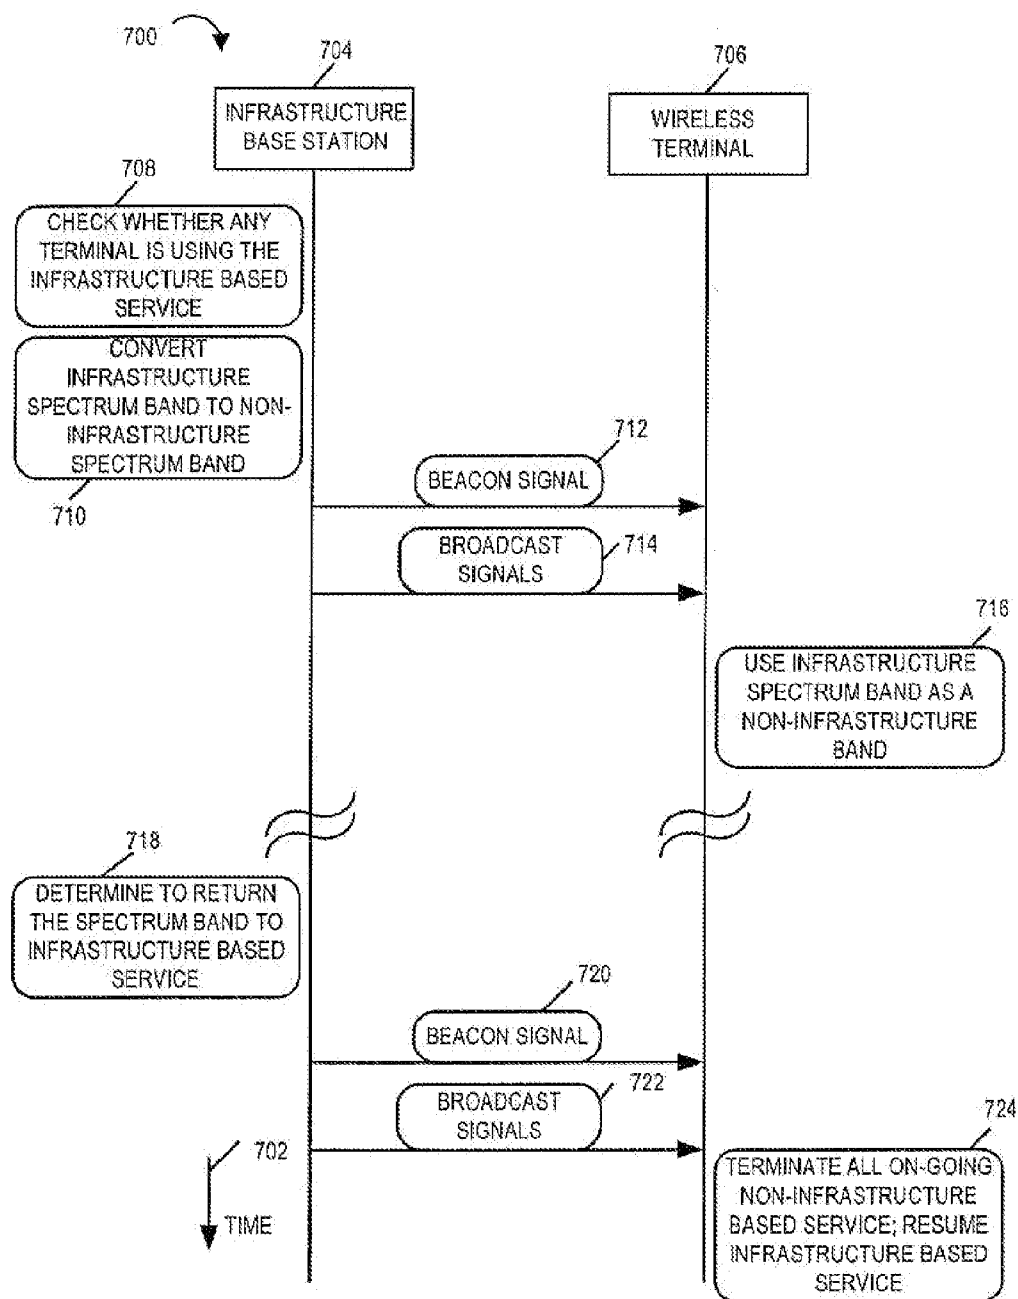 700
704
706
INFRASTRUCTURE
BASE STATION
WIRELESS
TERMINAL
708
CHECK WHETHER ANY
TERMINAL IS USING THE
INFRASTRUCTURE BASED
SERVICE
CONVERT
INFRASTRUCTURE
SPECTRUM BAND TO NON-
INFRASTRUCTURE
SPECTRUM BAND
710
712
BEACON SIGNAL
BROADCAST
SIGNALS
714
716
USE INFRASTRUCTURE
SPECTRUM BAND AS A
NON-INFRASTRUCTURE
BAND
718
DETERMINE TO RETURN
THE SPECTRUM BAND TO
INFRASTRUCTURE BASED
SERVICE
720
BEACON SIGNAL
BROADCAST
SIGNALS
722
702
TIME
724
TERMINATE ALL ON-GOING
NON-INFRASTRUCTURE
BASED SERVICE; RESUME
INFRASTRUCTURE BASED
SERVICE